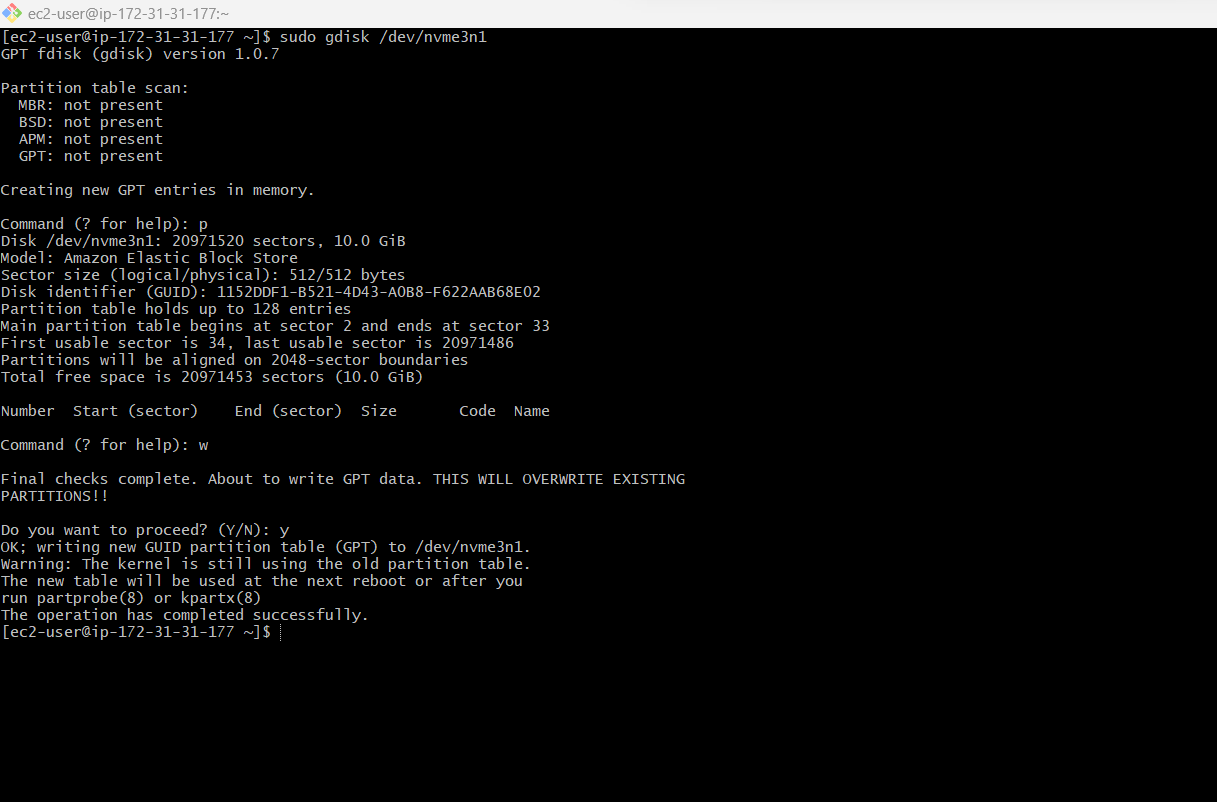 ec2-user@ip-172-31-31-177:~
[ec2-user@ip-172-31-31-177 ~]$ sudo gdisk /dev/nvme3n1
GPT fdisk (gdisk) version 1.0.7
Partition table scan:
  MBR: not present
  BSD: not present
  APM: not present
  GPT: not present
Creating new GPT entries in memory.
Command (? for help): p
Disk /dev/nvme3n1: 20971520 sectors, 10.0 GiB
Model: Amazon Elastic Block Store
Sector size (logical/physical): 512/512 bytes
Disk identifier (GUID): 1152DDF1-B521-4D43-A0B8-F622AAB68E02
Partition table holds up to 128 entries
Main partition table begins at sector 2 and ends at sector 33
First usable sector is 34, last usable sector is 20971486
Partitions will be aligned on 2048-sector boundaries
Total free space is 20971453 sectors (10.0 GiB)
Number  Start (sector)    End (sector)  Size       Code  Name
Command (? for help): w
Final checks complete. About to write GPT data. THIS WILL OVERWRITE EXISTING
PARTITIONS!!
Do you want to proceed? (Y/N): y
OK; writing new GUID partition table (GPT) to /dev/nvme3n1.
Warning: The kernel is still using the old partition table.
The new table will be used at the next reboot or after you
run partprobe(8) or kpartx(8)
The operation has completed successfully.
[ec2-user@ip-172-31-31-177 ~]$